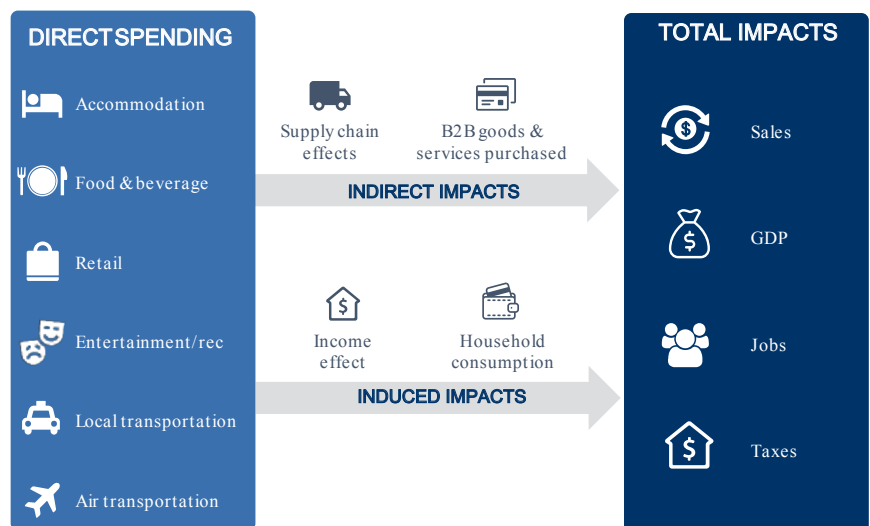 DIRECT SPENDING
Accommodation
Food & beverage
Retail
Entertainment/rec
Local transportation
Air transportation
Supply chain
effects
B2B goods &
services purchased
INDIRECT IMPACTS
Income
effect
Household
consumption
INDUCED IMPACTS
TOTAL IMPACTS
Sales
GDP
Jobs
Taxes